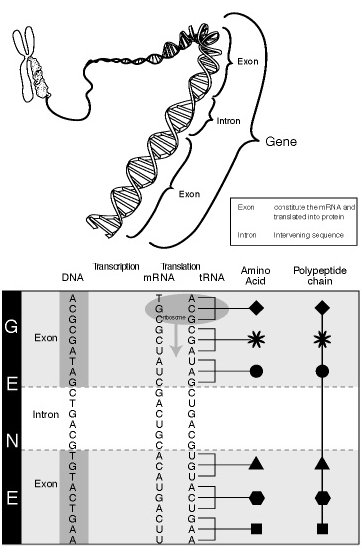 Exon
Intron
Exon
Gene
Exon constitute the mRNA and
translated into protein
Intron Intervening sequence
Transcription Translation
DNA mRNA tRNA Amino Acid Polypeptide chain
GENE
Exon
Intron
Exon
ribosome
A T A
C G C
G C G
C G C
G C G
A U A
T A U
A U A
G C G
C G C
T A U
G C G
A U A
C G C
G C G
T A U
G C G
T A U
A U A
C G C
T A U
G C G
A U A
A U A